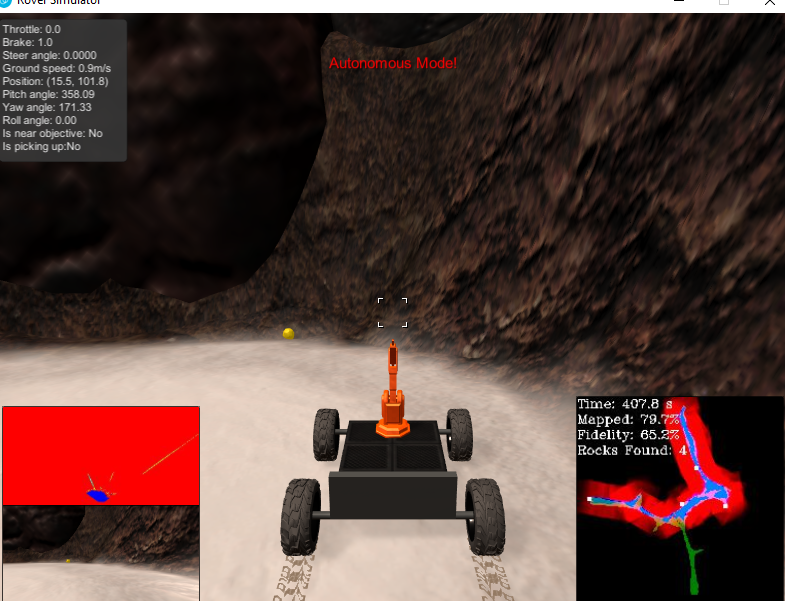 Rover Simulator
Throttle: 0.0
Brake: 1.0
Steer angle: 0.0000
Ground speed: 0.9m/s
Position: (15.5, 101.8)
Pitch angle: 358.09
Yaw angle: 171.33
Roll angle: 0.00
Is near objective: No
Is picking up:No
Autonomous Mode!
Time: 407.8 s
Mapped: 79.7%
Fidelity: 65.2%
Rocks Found: 4